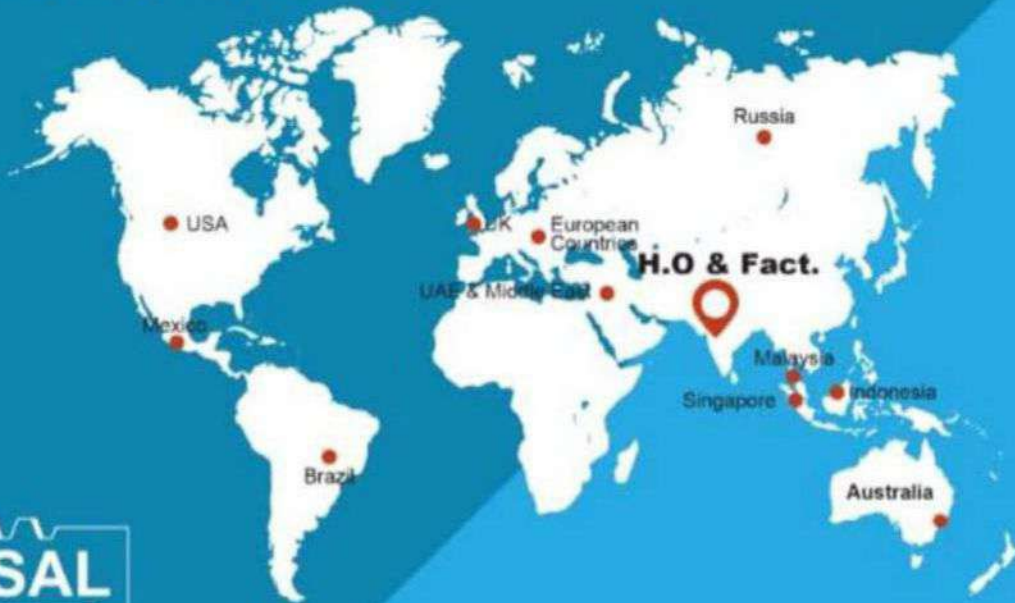 Russia
USA
UK
European
Countries
H.O & Fact.
UAE & Middle East
Mexico
Malaysia
Singapore
Indonesia
Brazil
Australia
SAL